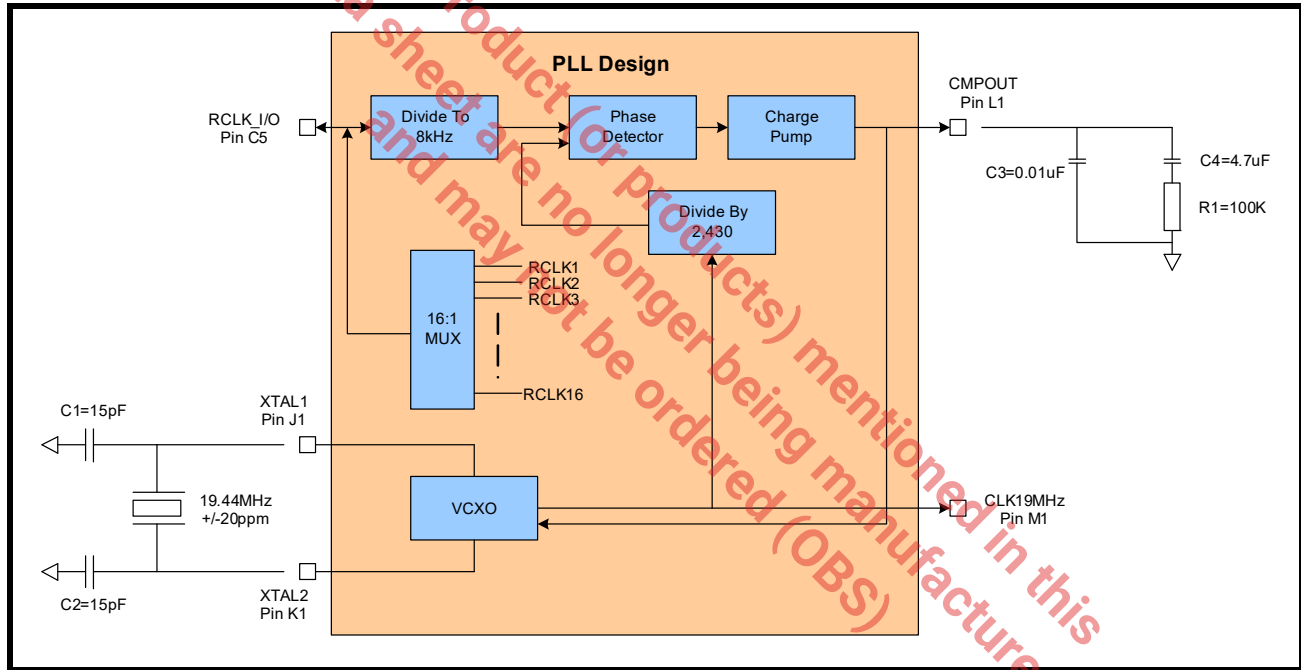 PLL Design
RCLK_I/O
Pin C5
Divide To
8kHz
Phase
Detector
Charge
Pump
CMPOUT
Pin L1
C3=0.01uF
C4=4.7uF
R1=100K
Divide By
2,430
16:1
MUX
RCLK1
RCLK2
RCLK3
RCLK16
C1=15pF
XTAL1
Pin J1
19.44MHz
+/-20ppm
VCXO
CLK19MHz
Pin M1
C2=15pF
XTAL2
Pin K1
product (or products) mentioned in this
sheet are no longer being manufacture
and may not be ordered (OBS)